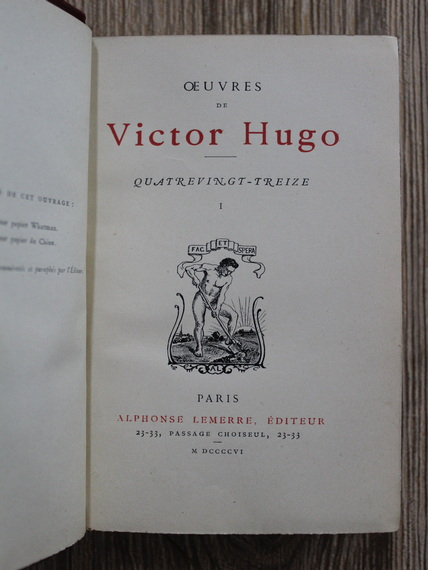 DE CET OUVRAGE :
papier Whatman.
papier de Chine.
et paraphés par l'Éditeur
ŒUVRES
DE
Victor Hugo
QUATREVINGT-TREIZE
I
FAC ET SPERA
AL
PARIS
ALPHONSE LEMERRE, ÉDITEUR
23-33, PASSAGE CHOISEUL, 23-33
M DCCCCVI